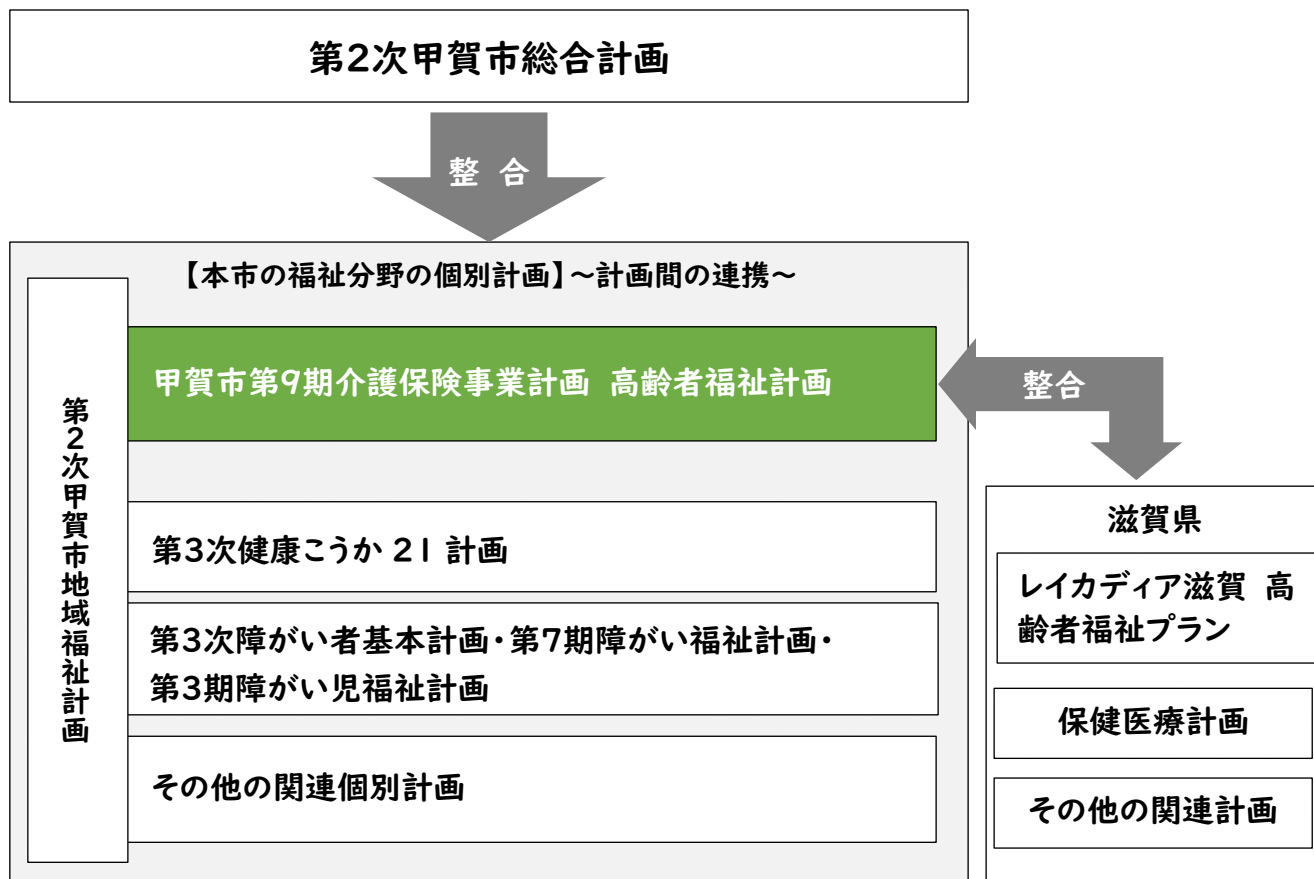 第2次甲賀市総合計画
整 合
【本市の福祉分野の個別計画】～計画間の連携～
第2次甲賀市地域福祉計画
甲賀市第9期介護保険事業計画 高齢者福祉計画
整合
第3次健康こうか 21 計画
第3次障がい者基本計画・第7期障がい福祉計画・
第3期障がい児福祉計画
その他の関連個別計画
滋賀県
レイカディア滋賀 高
齢者福祉プラン
保健医療計画
その他の関連計画